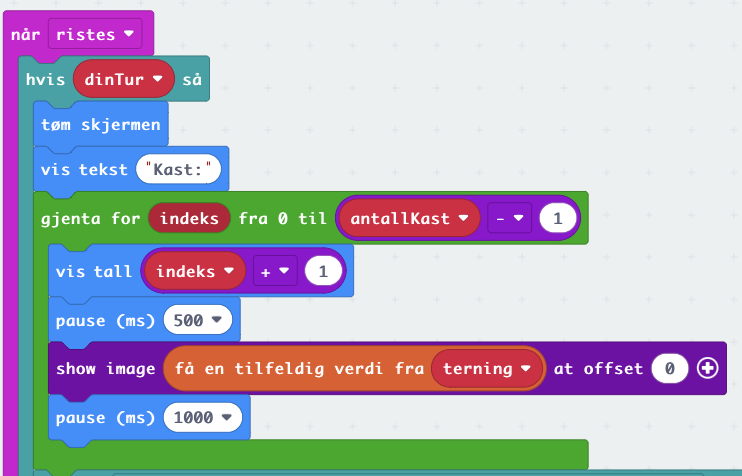 når ristes
hvis dinTur så
tøm skjermen
vis tekst "Kast:"
gjenta for indeks fra 0 til antallKast - 1
vis tall indeks + 1
pause (ms) 500
show image få en tilfeldig verdi fra terning at offset 0
pause (ms) 1000